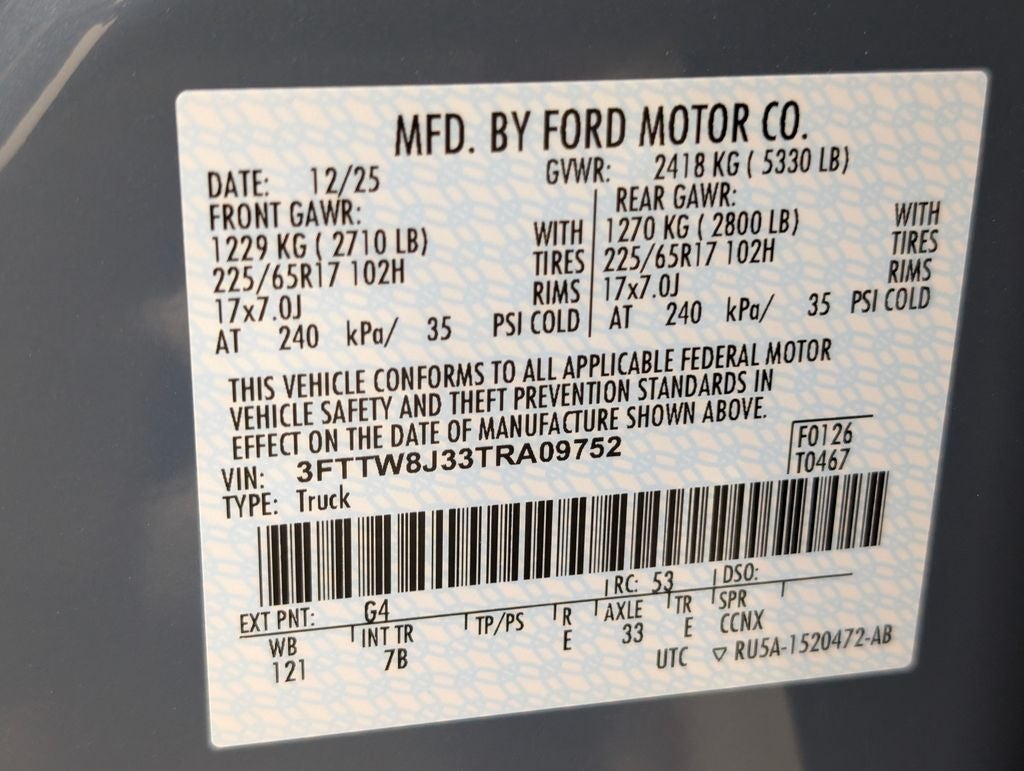 MFD. BY FORD MOTOR CO.
DATE: 12/25 GVWR: 2418 KG ( 5330 LB)
FRONT GAWR: REAR GAWR:
1229 KG ( 2710 LB) WITH 1270 KG ( 2800 LB) WITH
225/65R17 102H TIRES 225/65R17 102H TIRES
17x7.0J RIMS 17x7.0J RIMS
AT 240 kPa/ 35 PSI COLD AT 240 kPa/ 35 PSI COLD
THIS VEHICLE CONFORMS TO ALL APPLICABLE FEDERAL MOTOR
VEHICLE SAFETY AND THEFT PREVENTION STANDARDS IN
EFFECT ON THE DATE OF MANUFACTURE SHOWN ABOVE.
VIN: 3FTTW8J33TRA09752 F0126
TYPE: Truck T0467
EXT PNT: G4 RC: 53 DSO:
WB INT TR TP/PS R AXLE TR SPR
121 7B E 33 E CCNX
UTC ▽ RU5A-1520472-AB